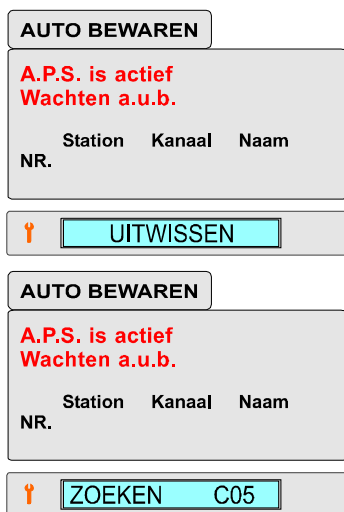 AUTO BEWAREN
A.P.S. is actief
Wachten a.u.b.
Station Kanaal Naam
NR.
UITWISSEN
AUTO BEWAREN
A.P.S. is actief
Wachten a.u.b.
Station Kanaal Naam
NR.
ZOEKEN C05